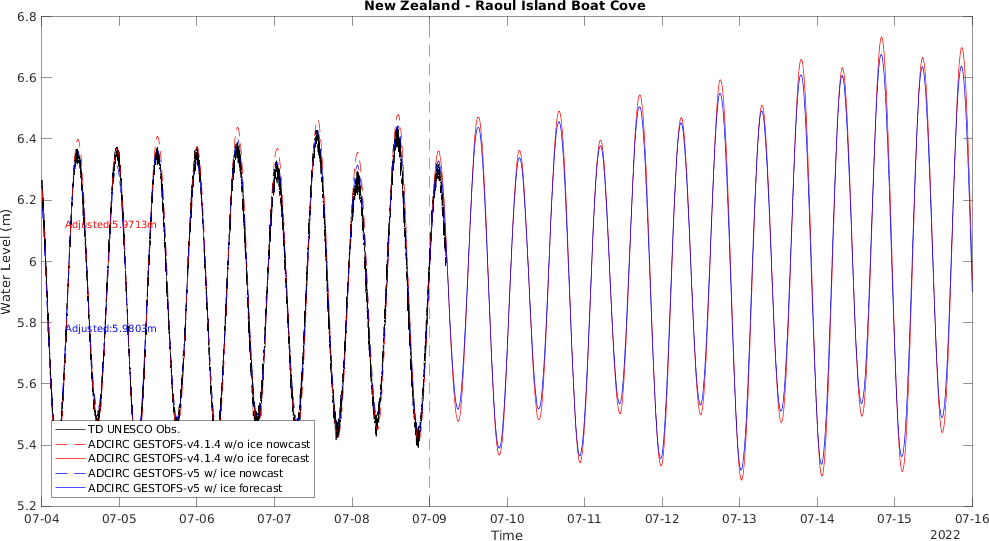 New Zealand - Raoul Island Boat Cove
6.8
6.6
6.4
6.2
6
5.8
5.6
5.4
5.2
Water Level (m)
Adjusted:5.9713m
Adjusted:5.9803m
TD UNESCO Obs.
ADCIRC GESTOFS-v4.1.4 w/o ice nowcast
ADCIRC GESTOFS-v4.1.4 w/o ice forecast
ADCIRC GESTOFS-v5 w/ ice nowcast
ADCIRC GESTOFS-v5 w/ ice forecast
07-04 07-05 07-06 07-07 07-08 07-09 07-10 07-11 07-12 07-13 07-14 07-15 07-16
Time
2022